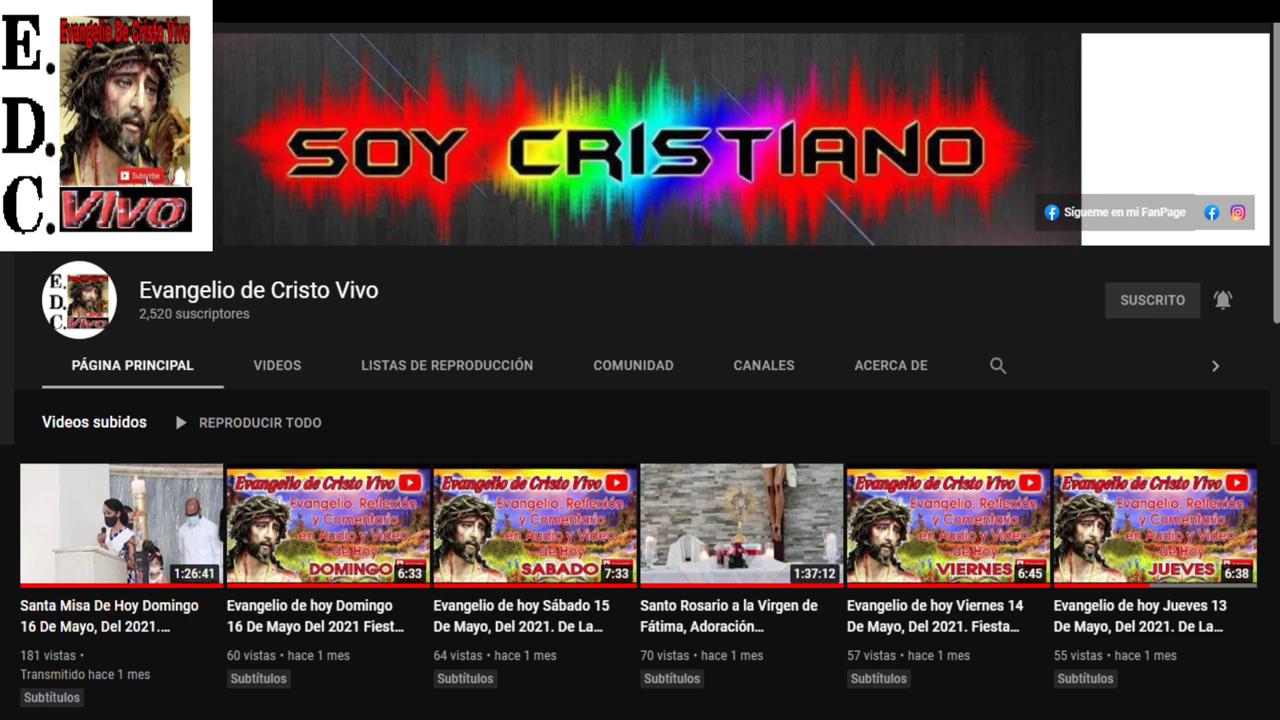 E.
D.
C.
Evangelio De Cristo Vivo
Subscribe
Vivo
SOY CRISTIANO
Sígueme en mi FanPage
Evangelio de Cristo Vivo
2,520 suscriptores
SUSCRITO
PÁGINA PRINCIPAL VIDEOS LISTAS DE REPRODUCCIÓN COMUNIDAD CANALES ACERCA DE
Videos subidos REPRODUCIR TODO
1:26:41
Santa Misa De Hoy Domingo
16 De Mayo, Del 2021....
181 vistas •
Transmitido hace 1 mes
Subtítulos
Evangelio de Cristo Vivo
Evangelio, Reflexión
y Comentario
en Audio y Video
de Hoy
DOMINGO 6:33
Evangelio de hoy Domingo
16 De Mayo Del 2021 Fiest...
60 vistas • hace 1 mes
Subtítulos
Evangelio de Cristo Vivo
Evangelio, Reflexión
y Comentario
en Audio y Video
de Hoy
SABADO 7:33
Evangelio de hoy Sábado 15
De Mayo, Del 2021. De La...
64 vistas • hace 1 mes
Subtítulos
1:37:12
Santo Rosario a la Virgen de
Fátima, Adoración...
70 vistas • hace 1 mes
Subtítulos
Evangelio de Cristo Vivo
Evangelio, Reflexión
y Comentario
en Audio y Video
de Hoy
VIERNES 6:45
Evangelio de hoy Viernes 14
De Mayo, Del 2021. Fiesta...
57 vistas • hace 1 mes
Subtítulos
Evangelio de Cristo Vivo
Evangelio, Reflexión
y Comentario
en Audio y Video
de Hoy
JUEVES 6:38
Evangelio de hoy Jueves 13
De Mayo, Del 2021. De La...
55 vistas • hace 1 mes
Subtítulos